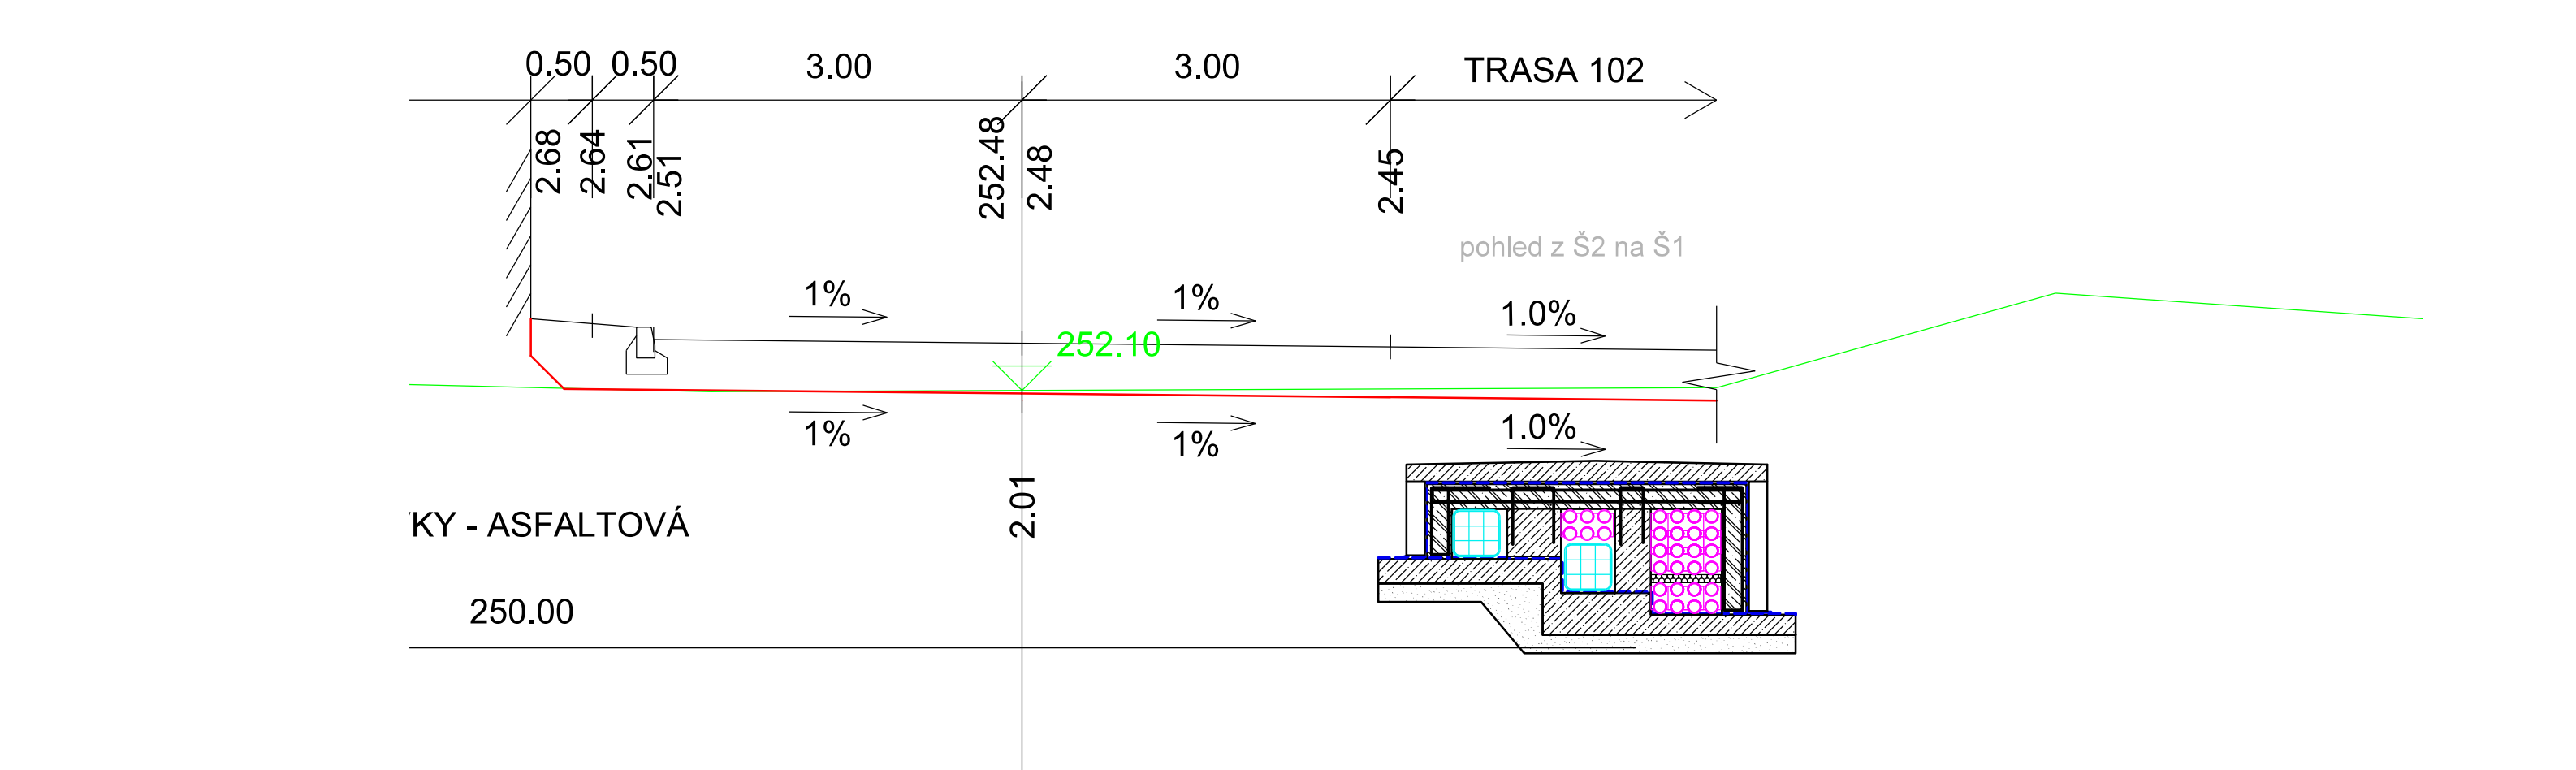 0.50 0.50 3.00 3.00 TRASA 102
2.68 2.64 2.61 2.51 252.48 2.48 2.45
pohled z Š2 na Š1
1% 1% 1.0%
252.10
1% 1% 1.0%
2.01
KY - ASFALTOVÁ
250.00